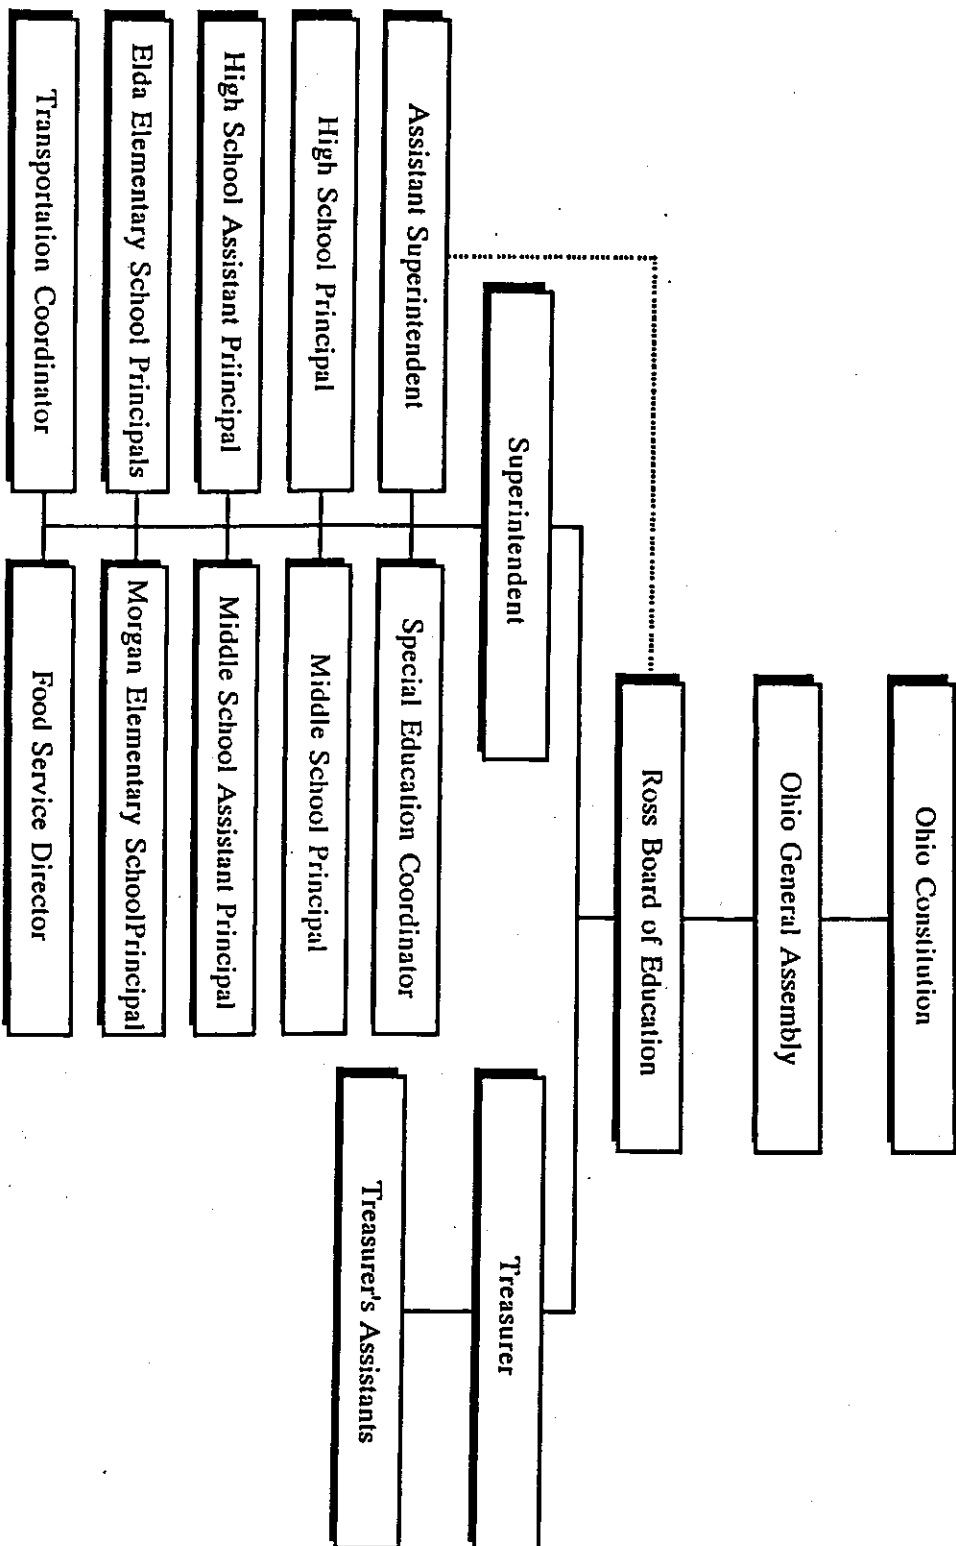 Ohio Constitution
Ohio General Assembly
Ross Board of Education
Superintendent
Treasurer
Assistant Superintendent
Special Education Coordinator
Treasurer's Assistants
High School Principal
Middle School Principal
High School Assistant Priincipal
Middle School Assistant Principal
Elda Elementary School Principals
Morgan Elementary SchoolPrincipal
Transportation Coordinator
Food Service Director